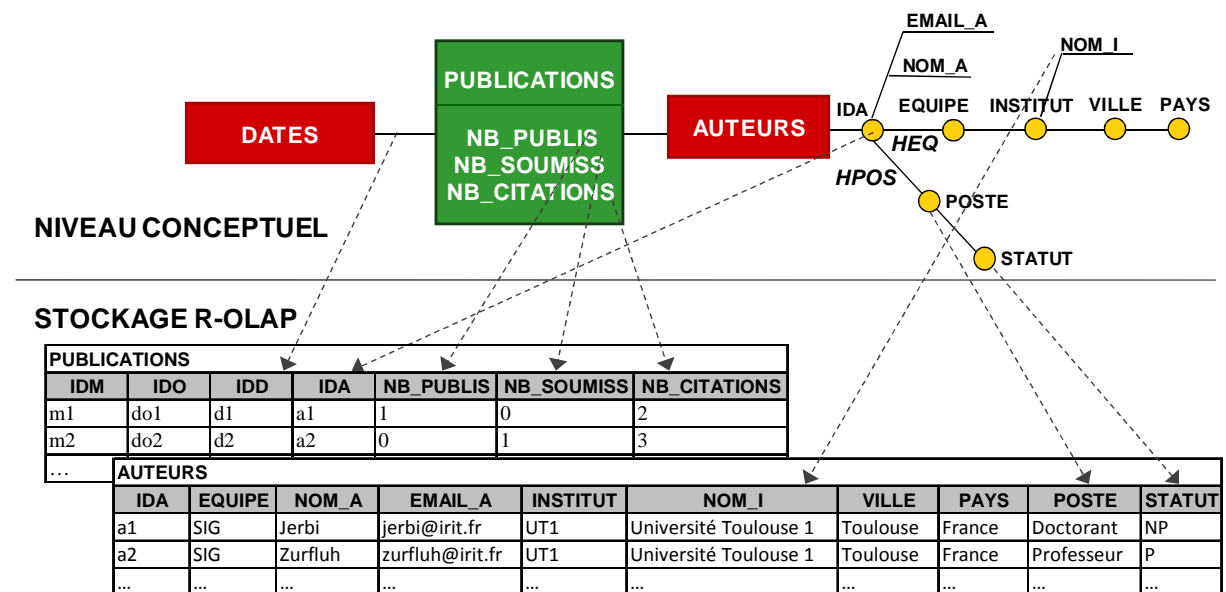 EMAIL_A
NOM_I
NOM_A
PUBLICATIONS
IDA EQUIPE INSTITUT VILLE PAYS
DATES
AUTEURS
NB_PUBLIS
NB_SOUMISS
NB_CITATIONS
HEQ
HPOS
POSTE
NIVEAU CONCEPTUEL
STATUT
STOCKAGE R-OLAP
PUBLICATIONS
IDM IDO IDD IDA NB_PUBLIS NB_SOUMISS NB_CITATIONS
m1 do1 d1 a1 1 0 2
m2 do2 d2 a2 0 1 3
…
AUTEURS
IDA EQUIPE NOM_A EMAIL_A INSTITUT NOM_I VILLE PAYS POSTE STATUT
a1 SIG Jerbi jerbi@irit.fr UT1 Université Toulouse 1 Toulouse France Doctorant NP
a2 SIG Zurfluh zurfluh@irit.fr UT1 Université Toulouse 1 Toulouse France Professeur P
… … … … … … … … … …